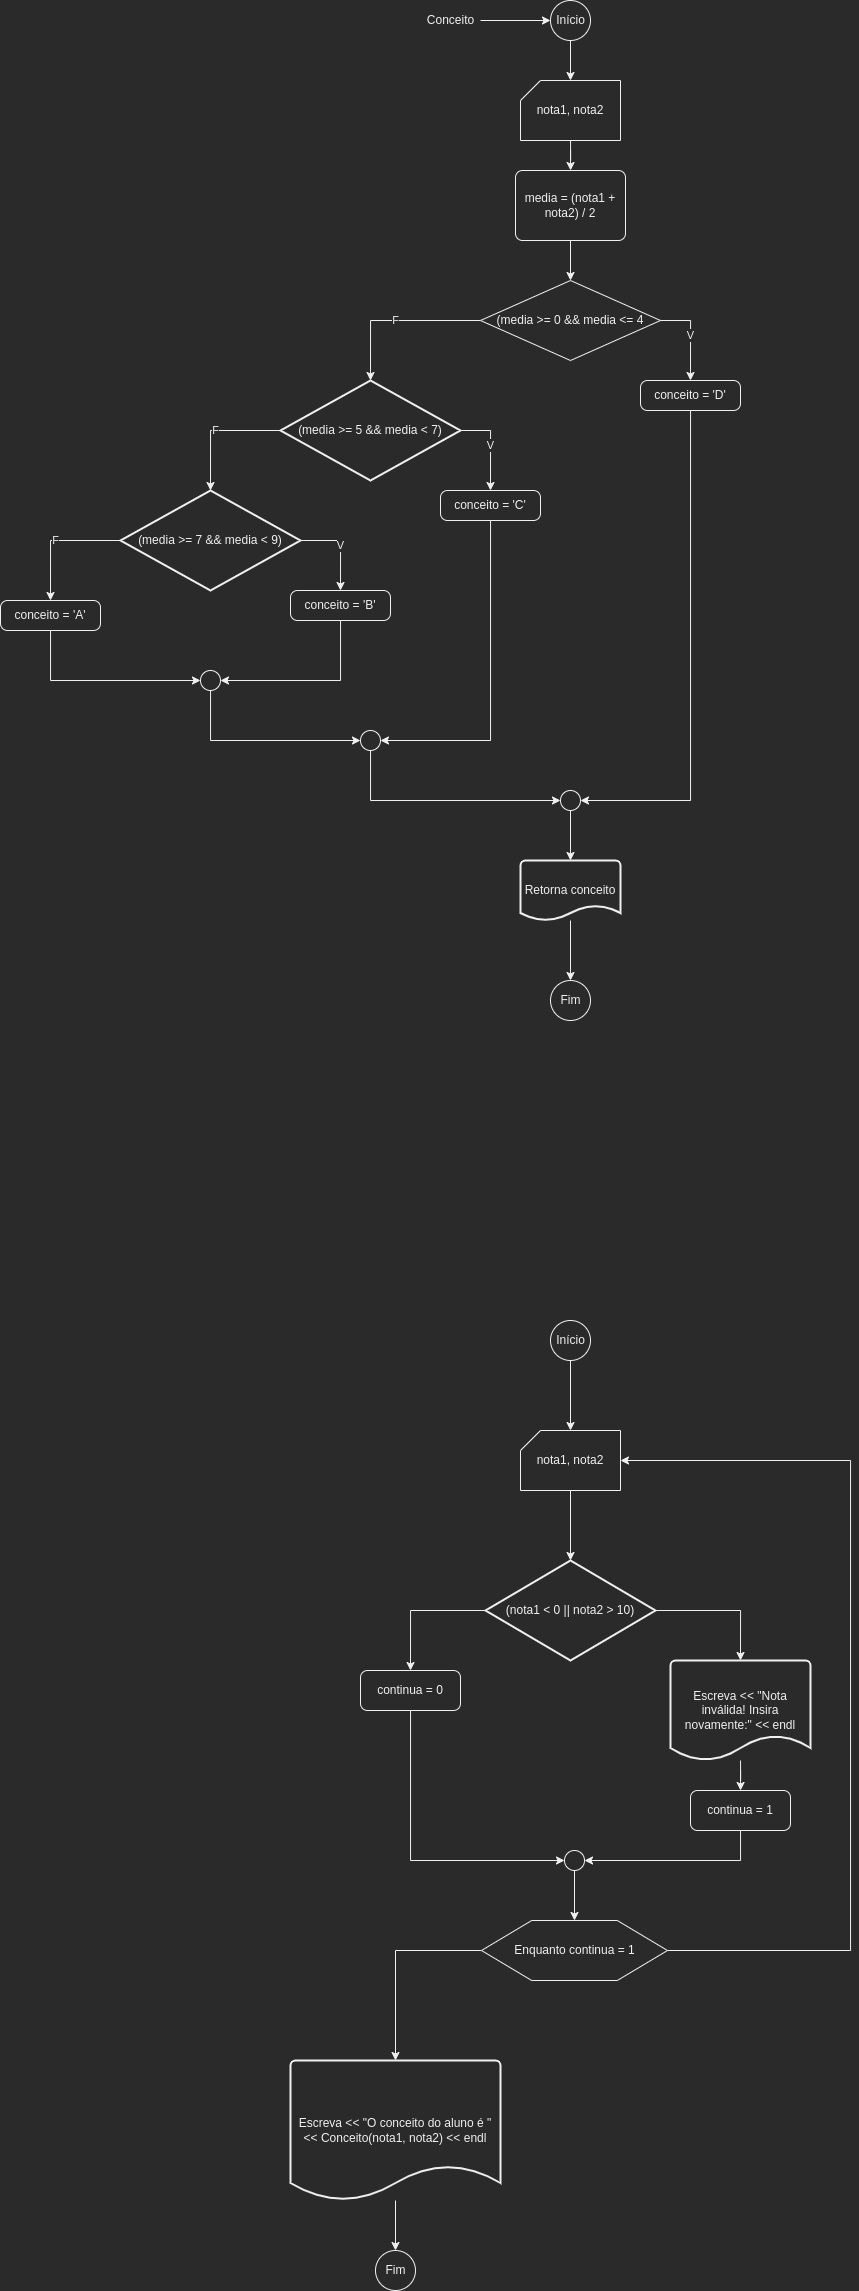 Conceito
Início
nota1, nota2
media = (nota1 +
nota2) / 2
(media >= 0 && media <= 4
F
V
conceito = 'D'
(media >= 5 && media < 7)
F
V
conceito = 'C'
(media >= 7 && media < 9)
F
V
conceito = 'A'
conceito = 'B'
Retorna conceito
Fim
Início
nota1, nota2
(nota1 < 0 || nota2 > 10)
continua = 0
Escreva << "Nota
inválida! Insira
novamente:" << endl
continua = 1
Enquanto continua = 1
Escreva << "O conceito do aluno é "
<< Conceito(nota1, nota2) << endl
Fim